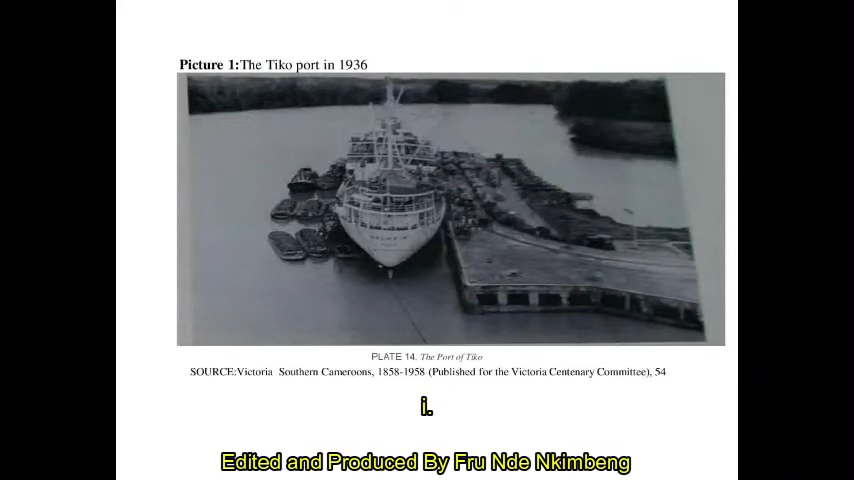 Picture 1:The Tiko port in 1936
PLATE 14. The Port of Tiko
SOURCE:Victoria Southern Cameroons, 1858-1958 (Published for the Victoria Centenary Committee), 54
i.
Edited and Produced By Fru Nde Nkimbeng